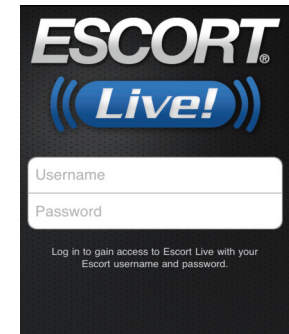 ESCORT®
Live!
Username
Password
Log in to gain access to Escort Live with your
Escort username and password.